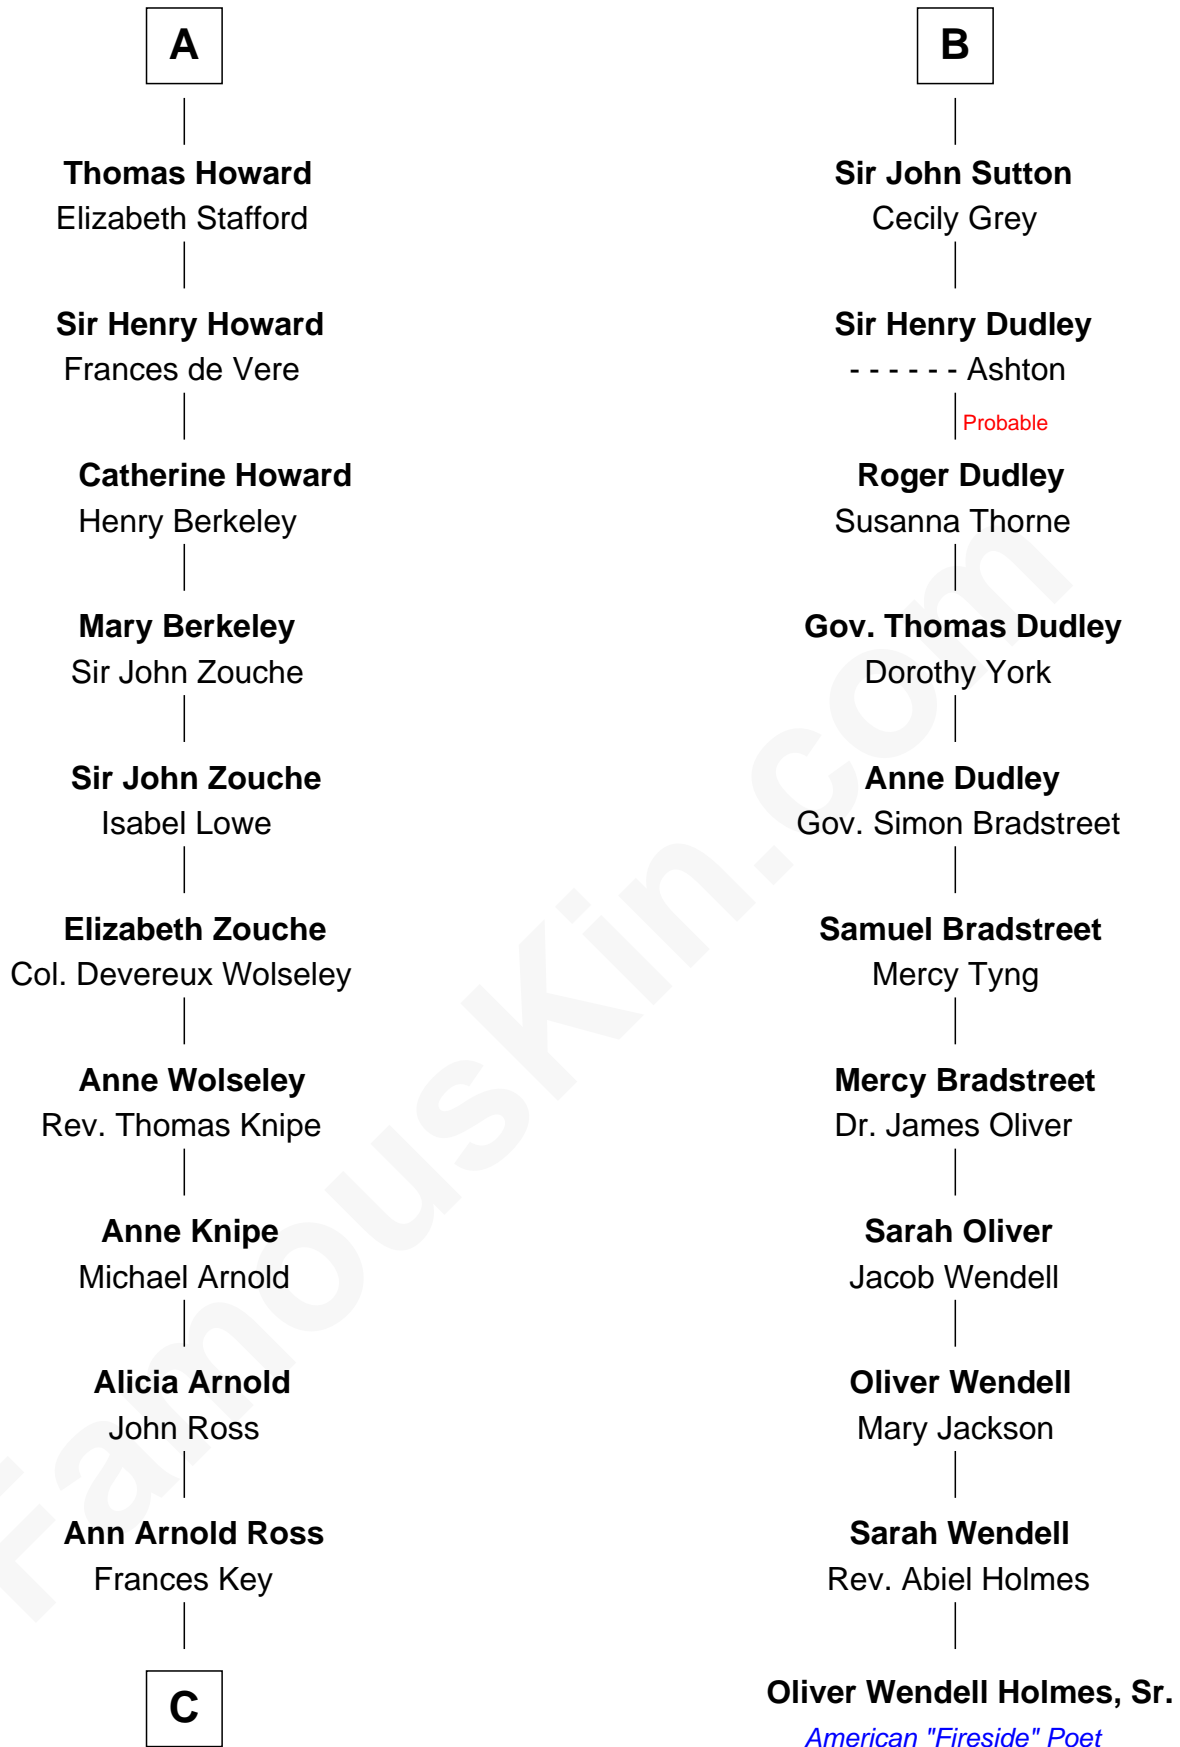 A
Thomas Howard
Elizabeth Stafford
Sir Henry Howard
Frances de Vere
Catherine Howard
Henry Berkeley
Mary Berkeley
Sir John Zouche
Sir John Zouche
Isabel Lowe
Elizabeth Zouche
Col. Devereux Wolseley
Anne Wolseley
Rev. Thomas Knipe
Anne Knipe
Michael Arnold
Alicia Arnold
John Ross
Ann Arnold Ross
Frances Key
C
B
Sir John Sutton
Cecily Grey
Sir Henry Dudley
- - - - - - Ashton
Probable
Roger Dudley
Susanna Thorne
Gov. Thomas Dudley
Dorothy York
Anne Dudley
Gov. Simon Bradstreet
Samuel Bradstreet
Mercy Tyng
Mercy Bradstreet
Dr. James Oliver
Sarah Oliver
Jacob Wendell
Oliver Wendell
Mary Jackson
Sarah Wendell
Rev. Abiel Holmes
Oliver Wendell Holmes, Sr.
American "Fireside" Poet
FamousKin.com